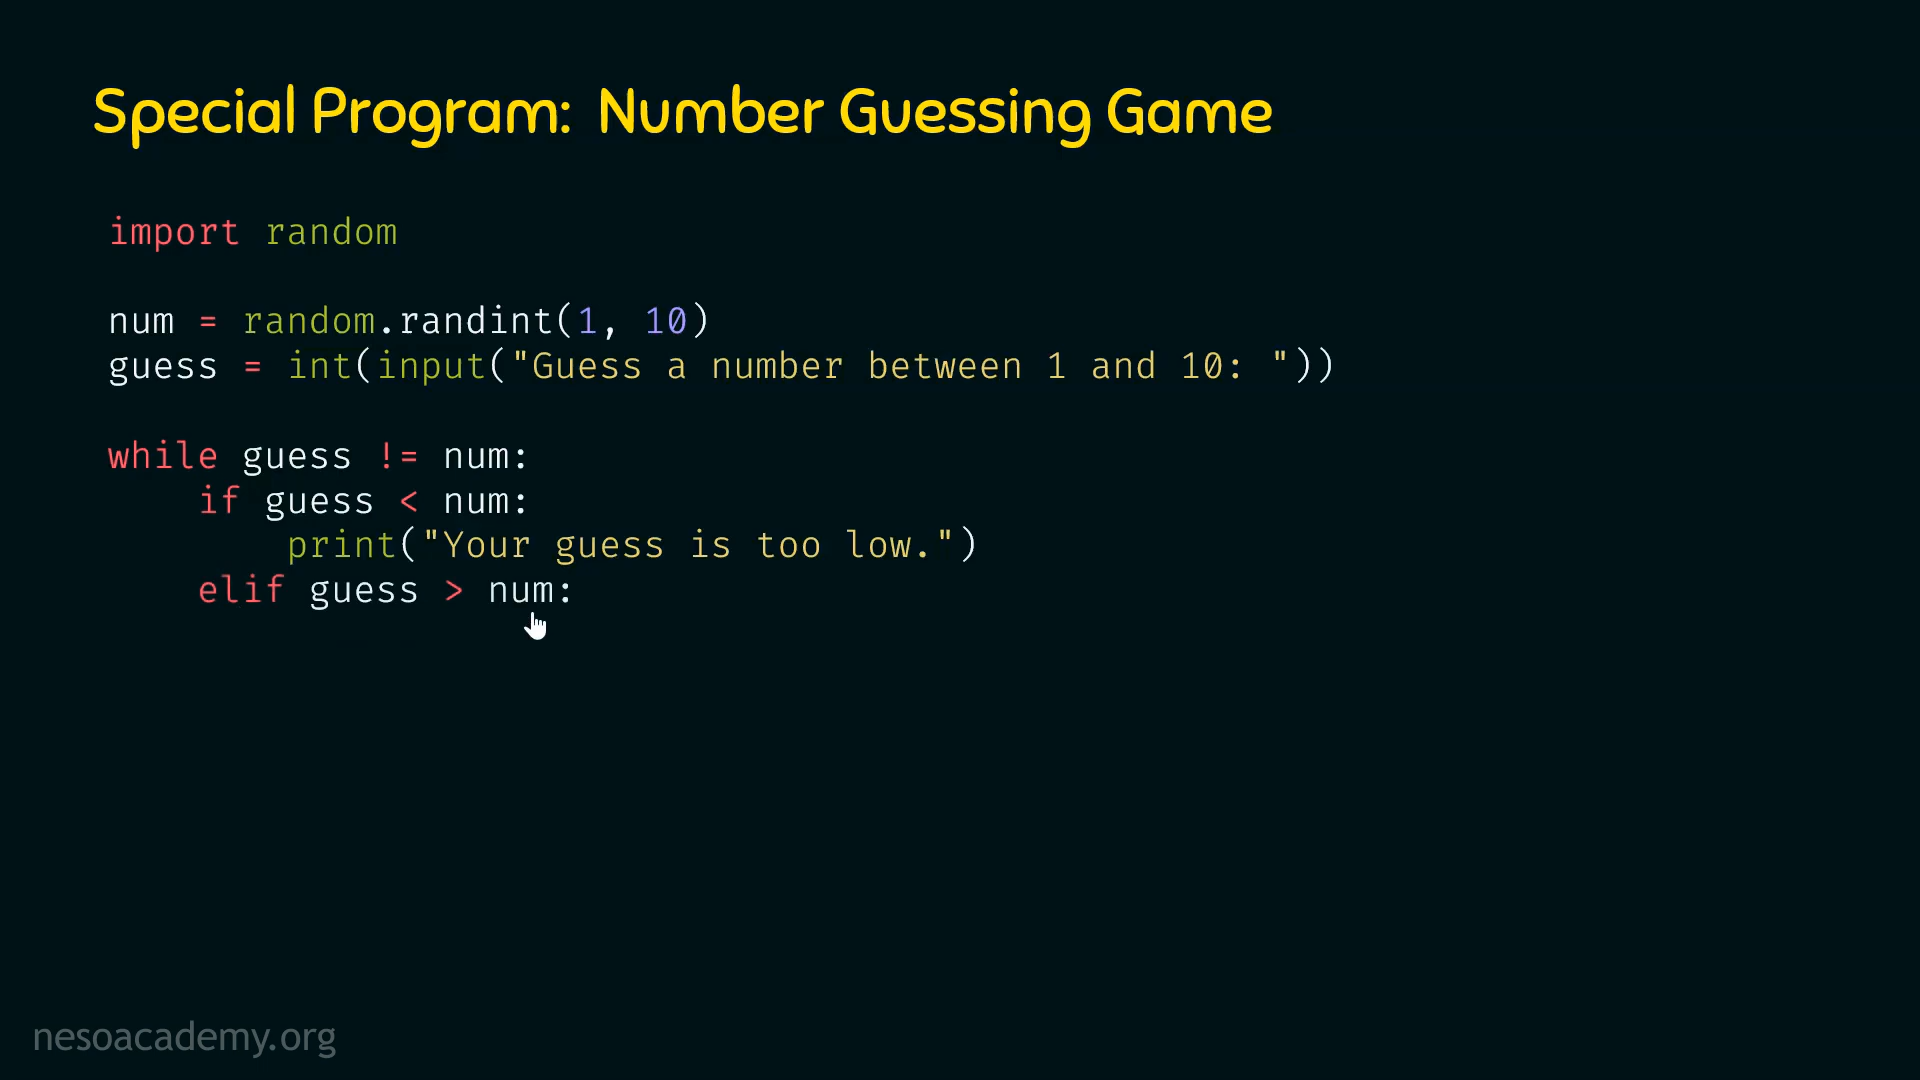 Special Program: Number Guessing Game
import random
num = random.randint(1, 10)
guess = int(input("Guess a number between 1 and 10: "))
while guess != num:
if guess < num:
print("Your guess is too low.")
elif guess > num:
nesoacademy.org